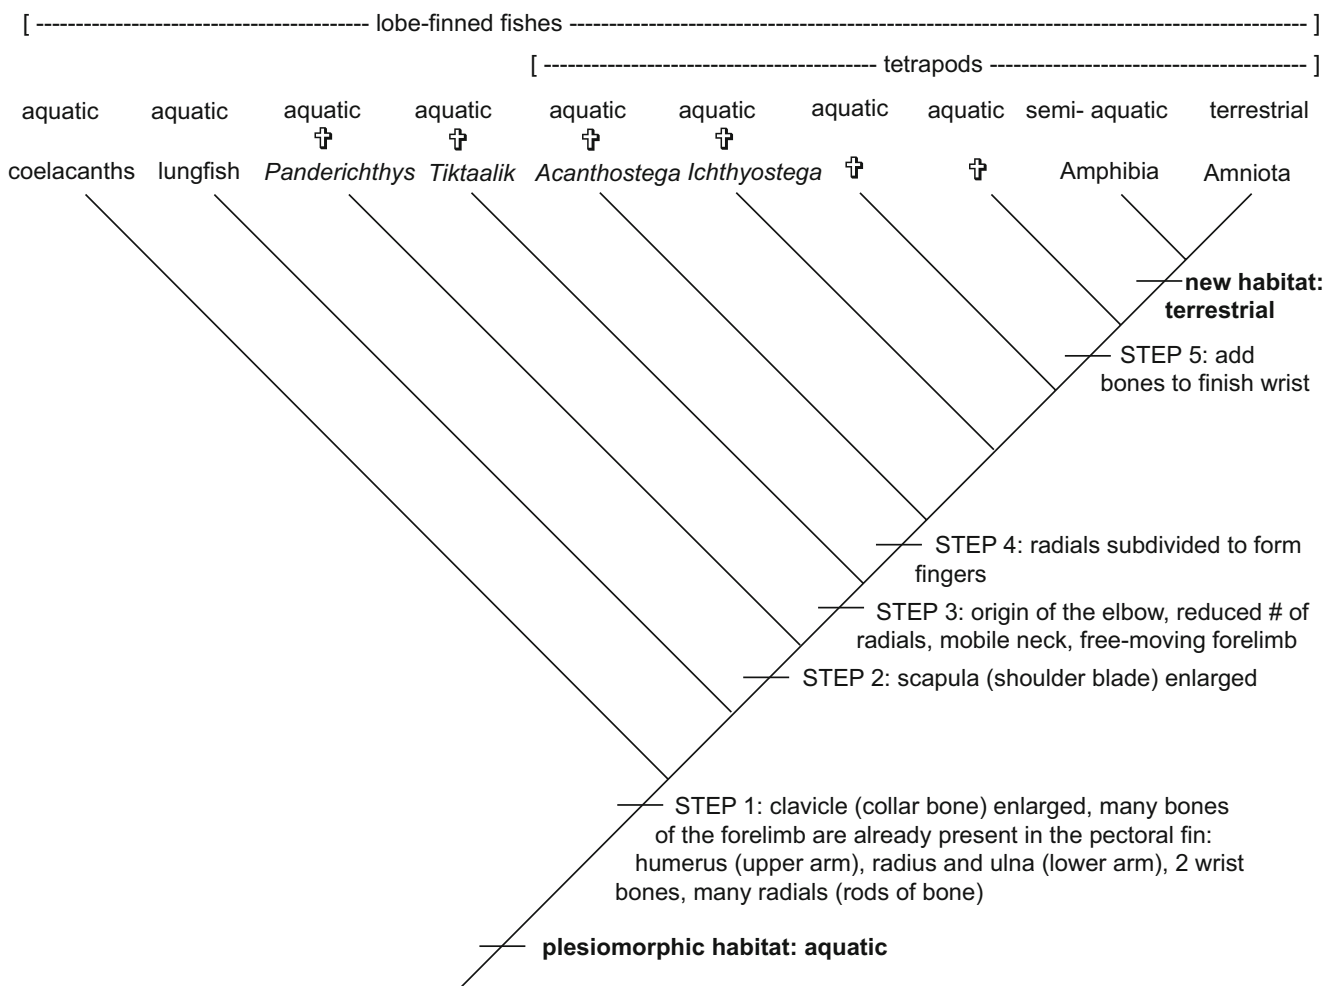 [ -------------------------------- lobe-finned fishes ---------------------------------------------------------------------- ]
[ -------------------------------- tetrapods ------------------------------- ]
aquatic aquatic aquatic aquatic aquatic aquatic aquatic aquatic semi- aquatic terrestrial
✞ ✞ ✞ ✞
coelacanths lungfish Panderichthys Tiktaalik Acanthostega Ichthyostega ✞ ✞ Amphibia Amniota
new habitat:
terrestrial
STEP 5: add
bones to finish wrist
STEP 4: radials subdivided to form
fingers
STEP 3: origin of the elbow, reduced # of
radials, mobile neck, free-moving forelimb
STEP 2: scapula (shoulder blade) enlarged
STEP 1: clavicle (collar bone) enlarged, many bones
of the forelimb are already present in the pectoral fin:
humerus (upper arm), radius and ulna (lower arm), 2 wrist
bones, many radials (rods of bone)
plesiomorphic habitat: aquatic